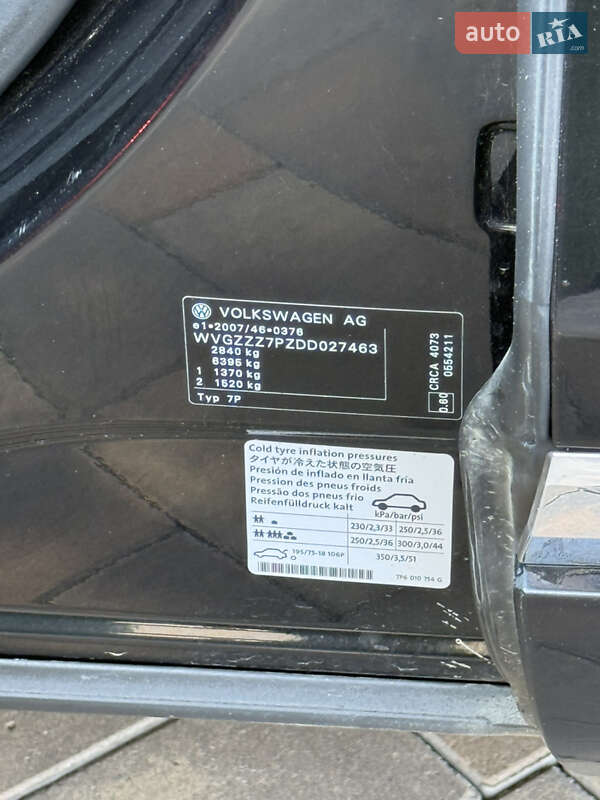 auto RIA .com
VOLKSWAGEN AG
e1*2007/46*0376
WVGZZZ7PZDD027463
2840 kg
6395 kg
1 1370 kg
2 1520 kg
Typ 7P
0.60 CRCA 4073
0554211
Cold tyre inflation pressures
タイヤが冷えた状態の空気圧
Presión de inflado en llanta fría
Pression des pneus froids
Pressão dos pneus frio
Reifenfülldruck kalt
kPa/bar/psi
230/2,3/33 250/2,5/36
250/2,5/36 300/3,0/44
195/75-18 106P 350/3,5/51
7P6 010 754 G